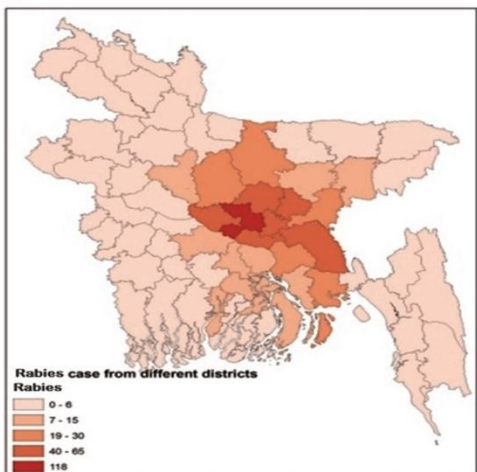 Rabies case from different districts
Rabies
0 - 6
7 - 15
19 - 30
40 - 65
118